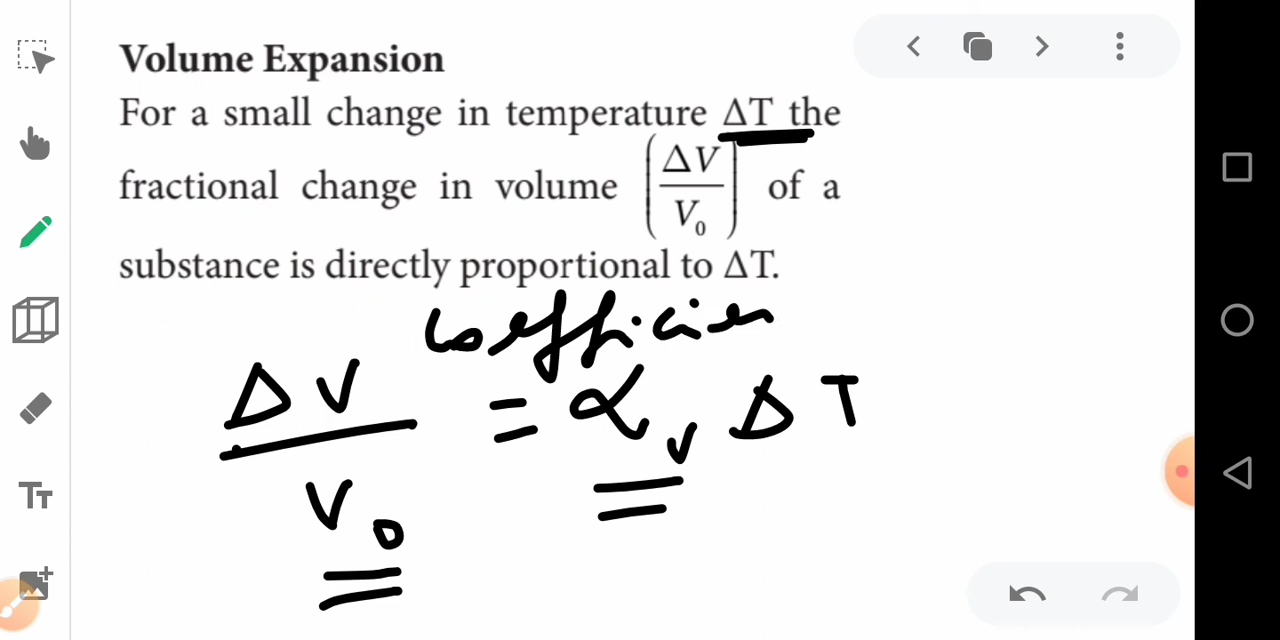 Volume Expansion
For a small change in temperature ΔT the
fractional change in volume (ΔV/V₀) of a
substance is directly proportional to ΔT.
coefficien
ΔV/V₀ = α_v ΔT
TT